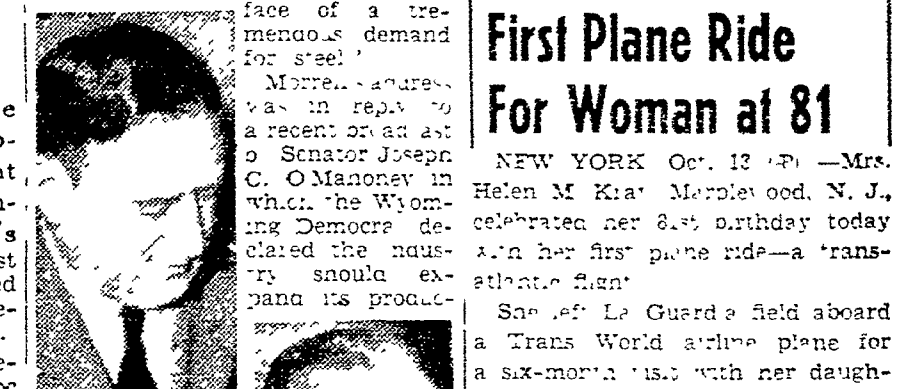 face of a tre-
mendous demand
for steel."
Morrell's address
was in reply to
a recent broadcast
Senator Joseph
C. O'Mahoney in
which the Wyom-
ing Democrat de-
clared the indus-
try should ex-
pand its produc-
First Plane Ride
For Woman at 81
NEW YORK Oct. 13 (AP)—Mrs.
Helen M. N. J.,
celebrated her 81st birthday today
with her first plane ride—a trans-
atlantic flight
She left La Guardia field aboard
a Trans World airline plane for
a six-month visit with her daugh-